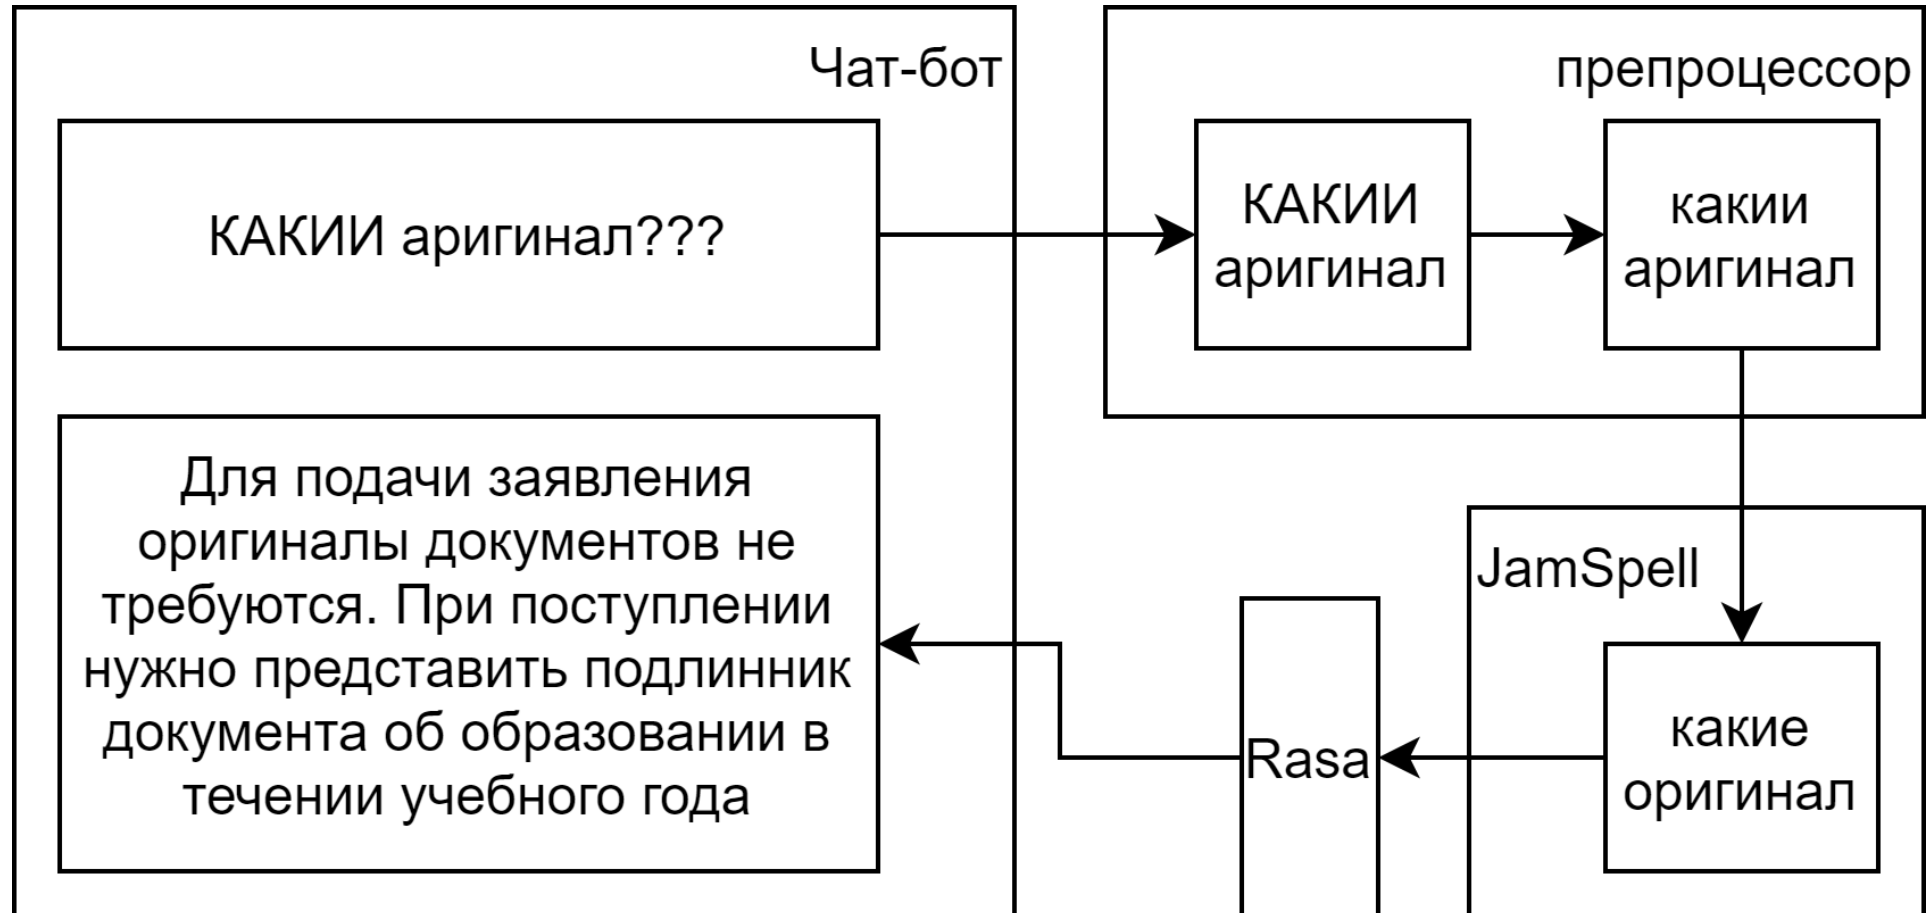 Чат-бот
КАКИИ аригинал???
препроцессор
КАКИИ
аригинал
какии
аригинал
JamSpell
какие
оригинал
Rasa
Для подачи заявления
оригиналы документов не
требуются. При поступлении
нужно представить подлинник
документа об образовании в
течении учебного года